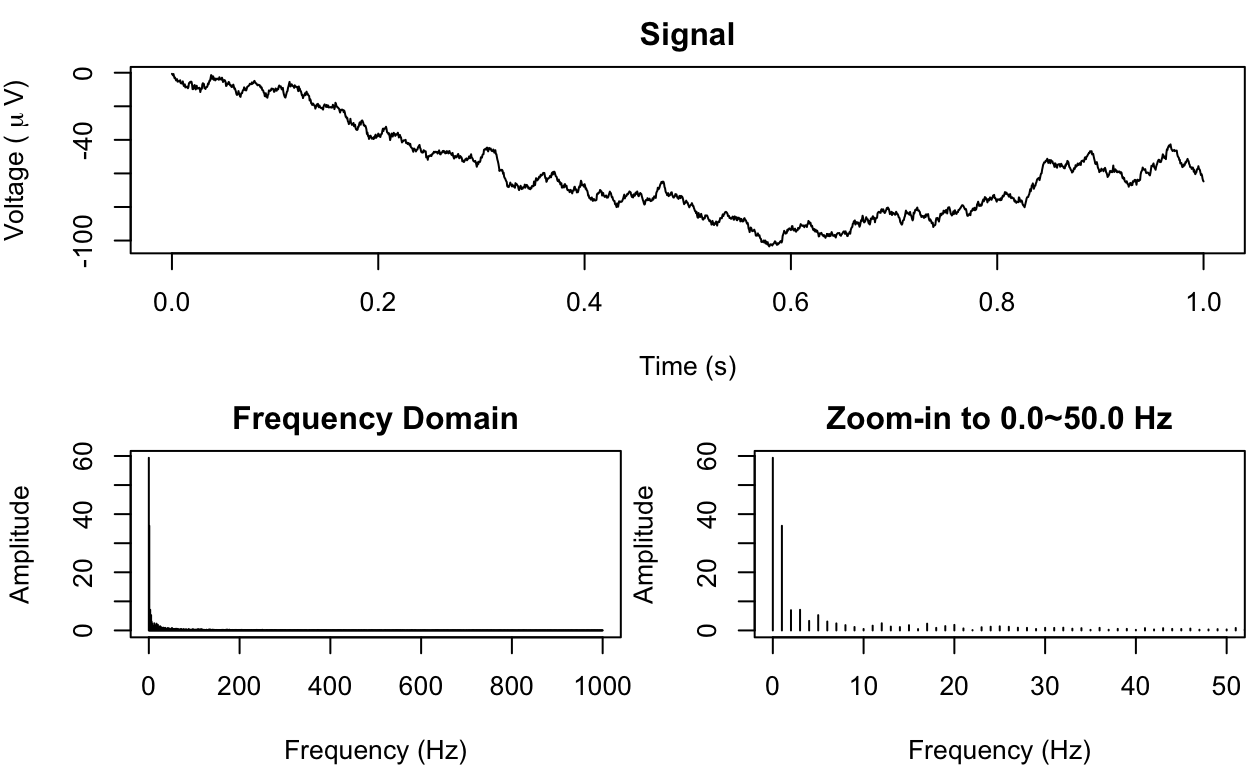 Signal
Voltage ( μ V)
0
-40
-100
0.0 0.2 0.4 0.6 0.8 1.0
Time (s)
Frequency Domain
Amplitude
60
40
20
0
0 200 400 600 800 1000
Frequency (Hz)
Zoom-in to 0.0~50.0 Hz
Amplitude
60
40
20
0
0 10 20 30 40 50
Frequency (Hz)